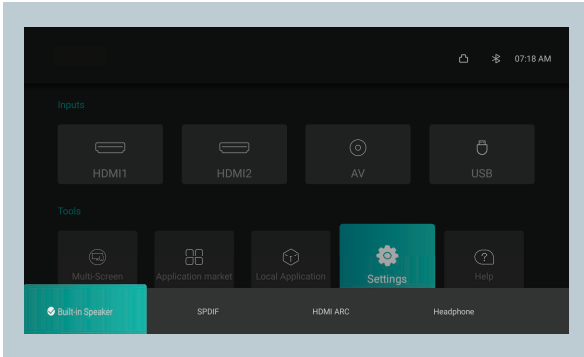 07:18 AM
Inputs
HDMI1
HDMI2
AV
USB
Tools
Multi-Screen
Application market
Local Application
Settings
Help
Built-in Speaker
SPDIF
HDMI ARC
Headphone